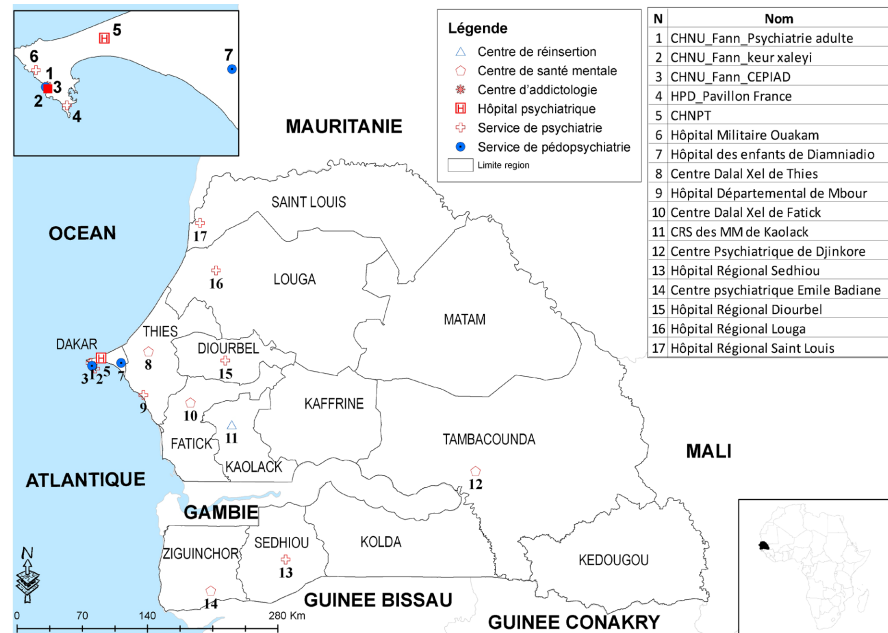 5
6
7
1
3
2
4
Légende
Centre de réinsertion
Centre de santé mentale
Centre d'addictologie
H Hôpital psychiatrique
Service de psychiatrie
Service de pédopsychiatrie
Limite region
N Nom
1 CHNU_Fann_Psychiatrie adulte
2 CHNU_Fann_keur xaleyi
3 CHNU_Fann_CEPIAD
4 HPD_Pavillon France
5 CHNPT
6 Hôpital Militaire Ouakam
7 Hôpital des enfants de Diamniadio
8 Centre Dalal Xel de Thies
9 Hôpital Départemental de Mbour
10 Centre Dalal Xel de Fatick
11 CRS des MM de Kaolack
12 Centre Psychiatrique de Djinkore
13 Hôpital Régional Sedhiou
14 Centre psychiatrique Emile Badiane
15 Hôpital Régional Diourbel
16 Hôpital Régional Louga
17 Hôpital Régional Saint Louis
MAURITANIE
SAINT LOUIS
OCEAN
17
16
LOUGA
MATAM
THIES
DAKAR
DIOURBEL
8
15
3
1
2
5
7
9
10
KAFFRINE
11
FATICK
KAOLACK
TAMBACOUNDA
MALI
12
ATLANTIQUE
GAMBIE
ZIGUINCHOR
SEDHIOU
KOLDA
KEDOUGOU
13
14
GUINEE BISSAU
GUINEE CONAKRY
N
0 70 140 280 Km